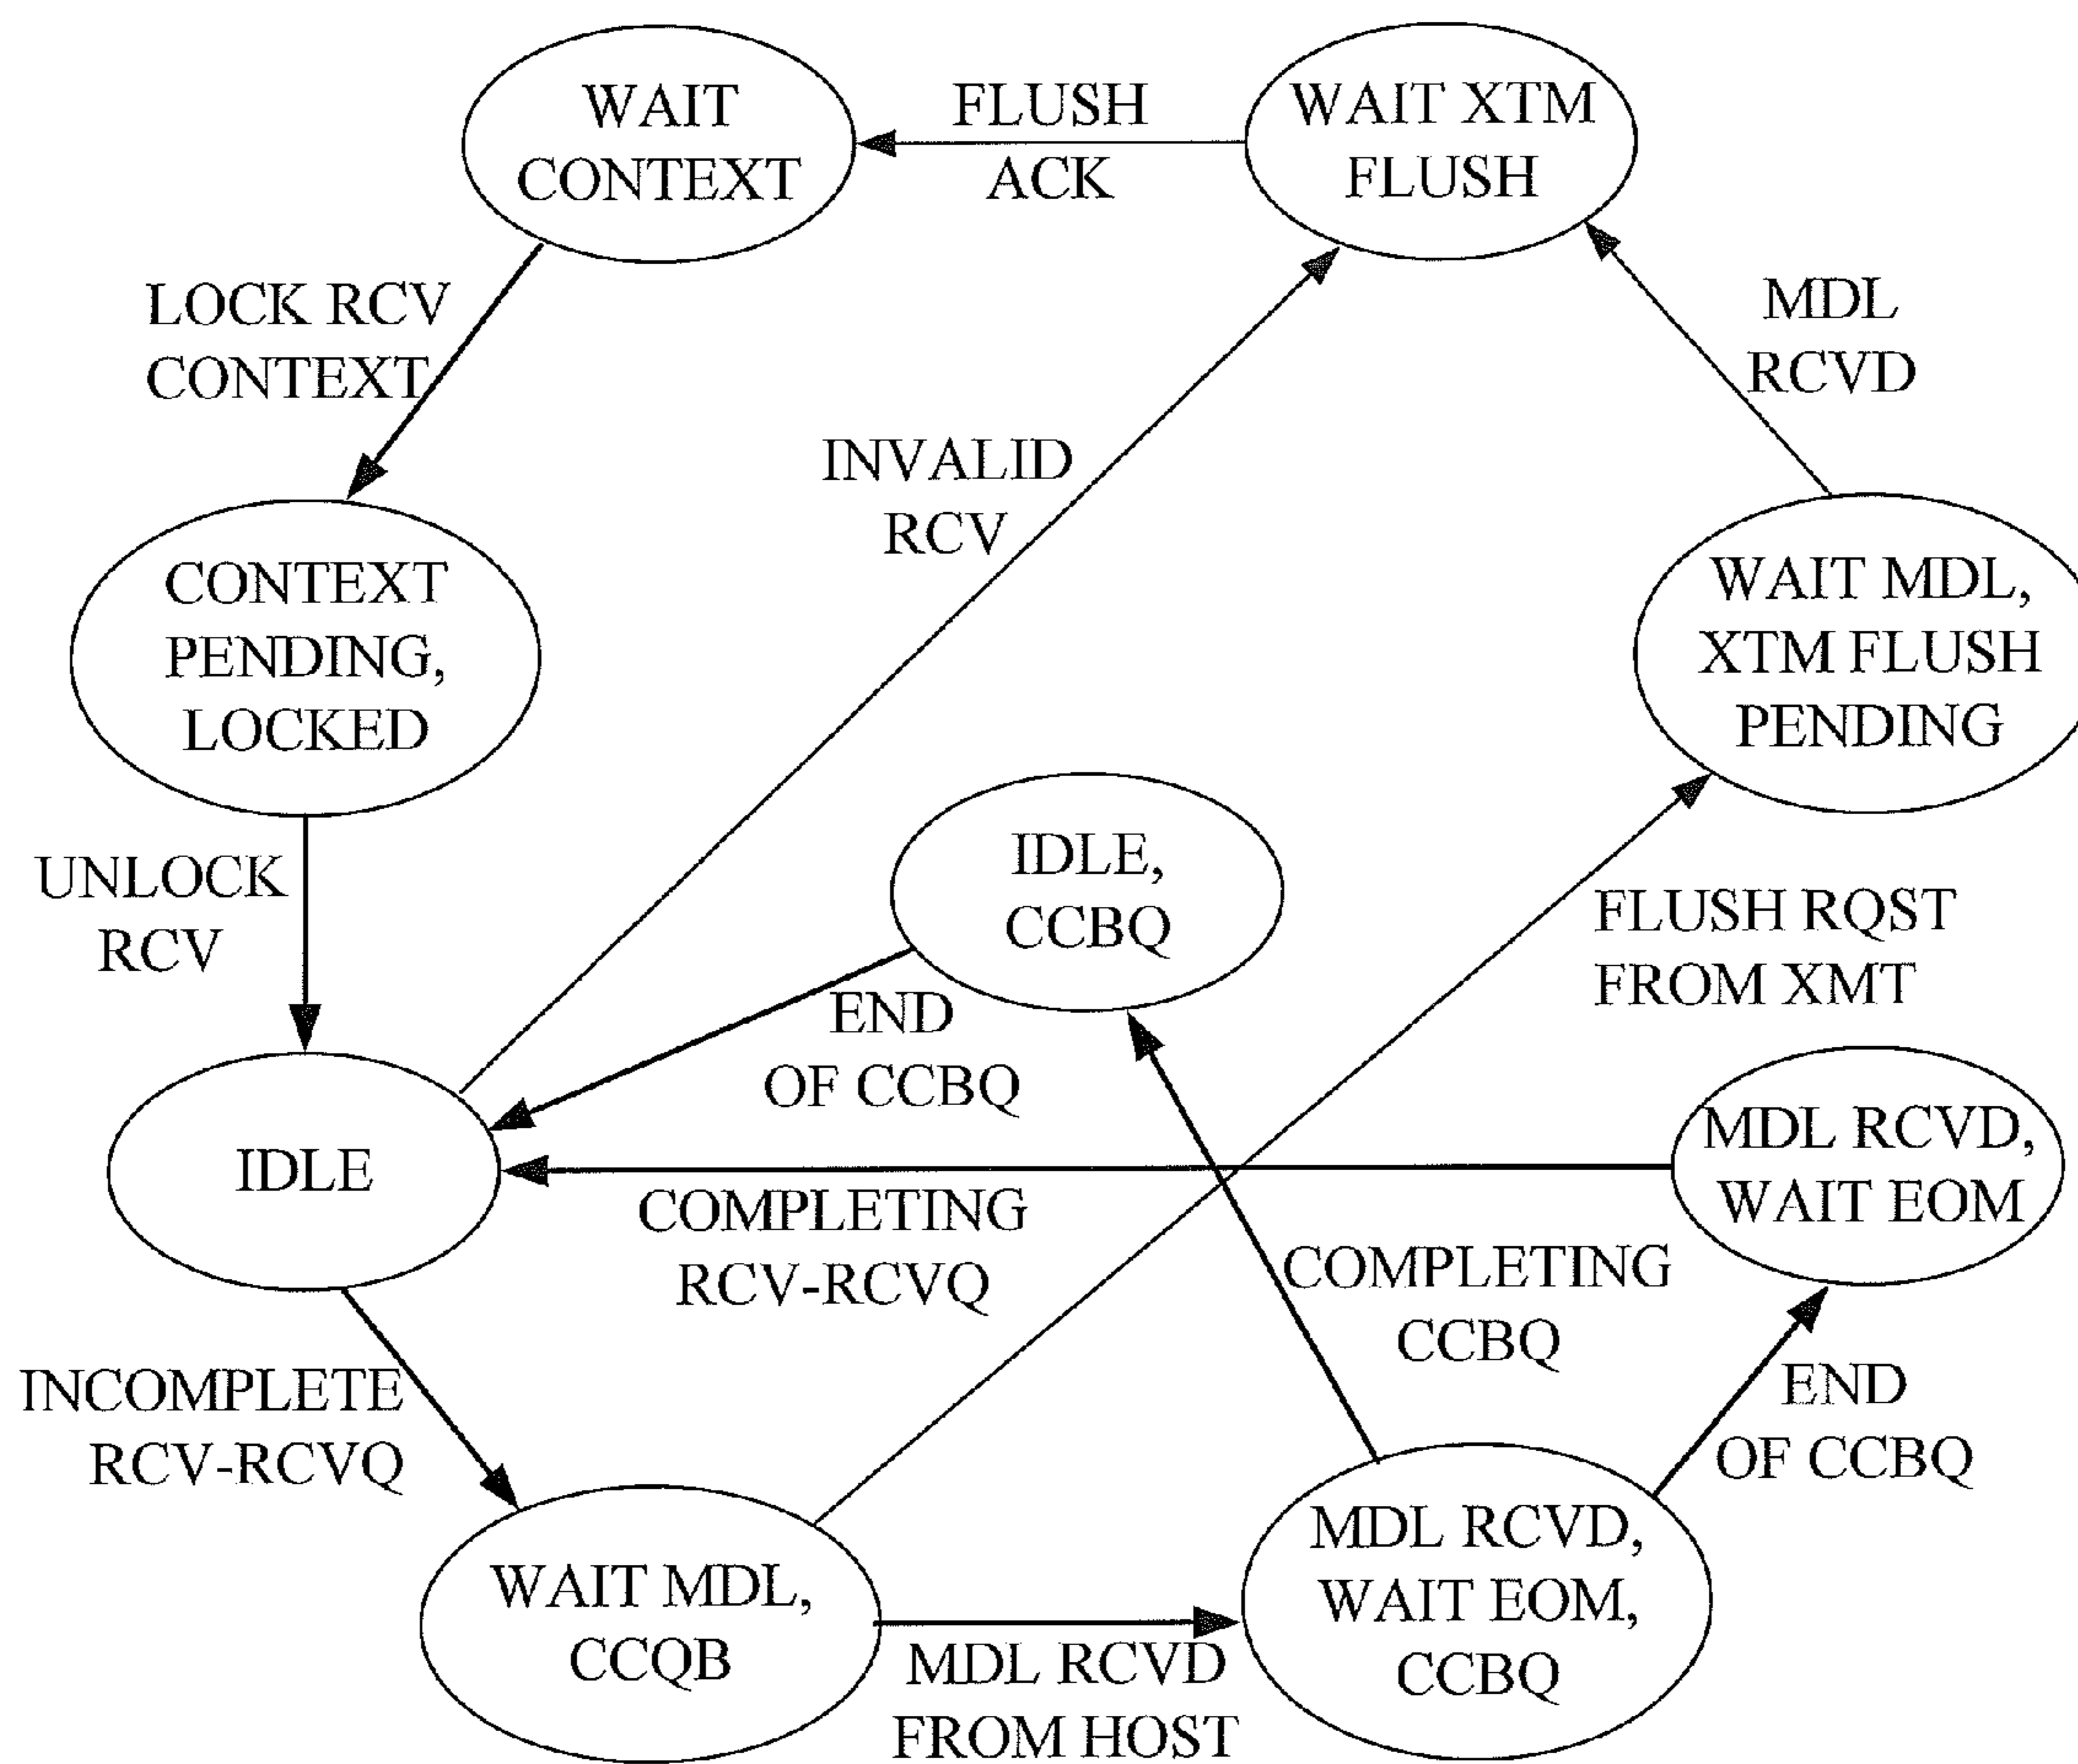 WAIT
CONTEXT
FLUSH
ACK
WAIT XTM
FLUSH
LOCK RCV
CONTEXT
MDL
RCVD
INVALID
RCV
CONTEXT
PENDING,
LOCKED
WAIT MDL,
XTM FLUSH
PENDING
UNLOCK
RCV
IDLE,
CCBQ
FLUSH RQST
FROM XMT
END
OF CCBQ
IDLE
MDL RCVD,
WAIT EOM
COMPLETING
RCV-RCVQ
COMPLETING
CCBQ
INCOMPLETE
RCV-RCVQ
END
OF CCBQ
WAIT MDL,
CCQB
MDL RCVD
FROM HOST
MDL RCVD,
WAIT EOM,
CCBQ